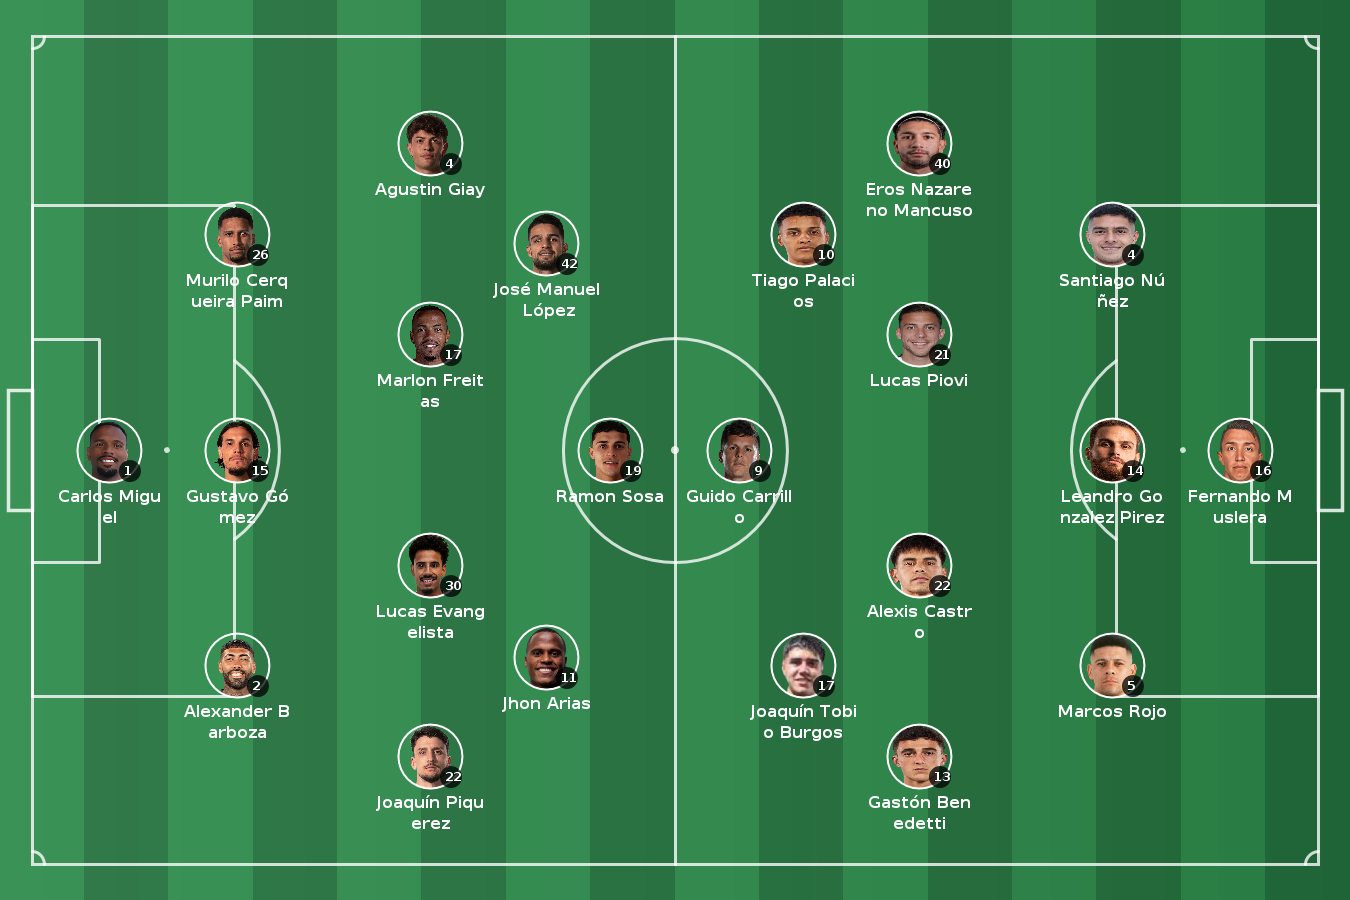 4
Agustin Giay
40
Eros Nazare
no Mancuso
26
Murilo Cerq
ueira Paim
42
José Manuel
López
10
Tiago Palaci
os
4
Santiago Nú
ñez
17
Marlon Freit
as
21
Lucas Piovi
1
Carlos Migu
el
15
Gustavo Gó
mez
19
Ramon Sosa
9
Guido Carrill
o
14
Leandro Go
nzalez Pirez
16
Fernando M
uslera
30
Lucas Evang
elista
22
Alexis Castr
o
2
Alexander B
arboza
11
Jhon Arias
17
Joaquín Tobi
o Burgos
5
Marcos Rojo
22
Joaquín Piqu
erez
13
Gastón Ben
edetti